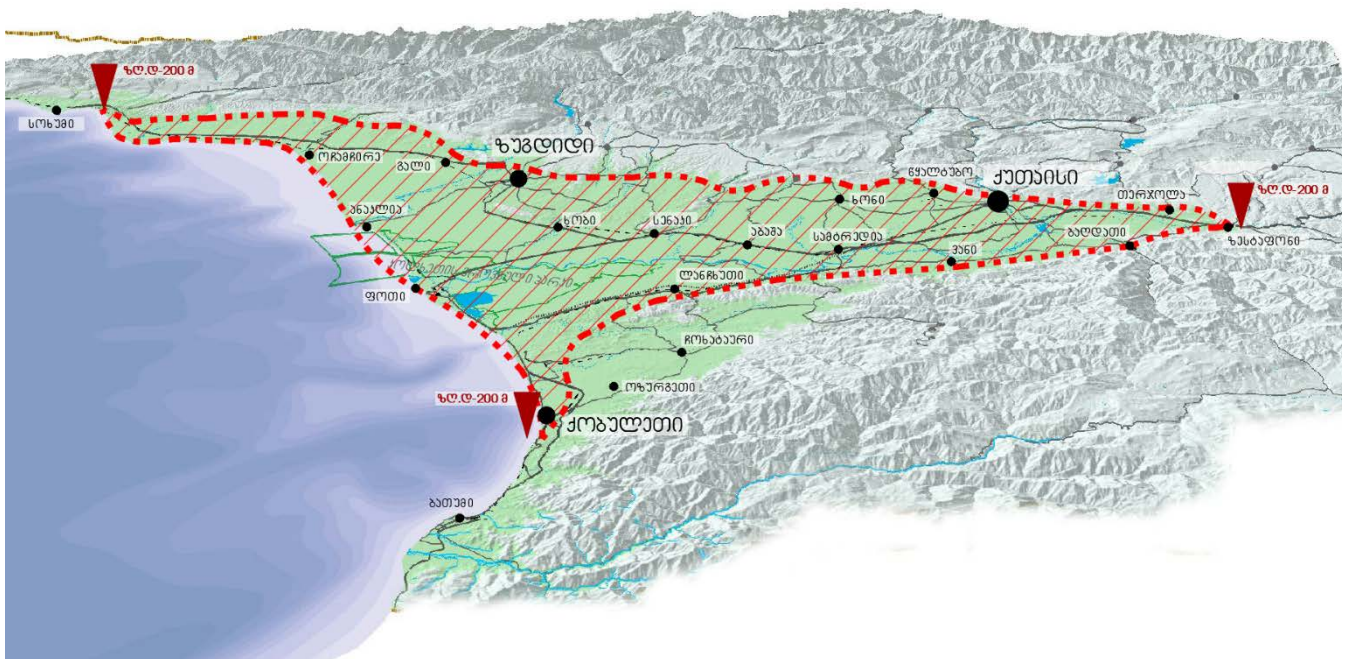 ზღ.დ-200 მ
სოხუმი
ოჩამჩირე
გალი
ზუგდიდი
წყალტუბო
ქუთაისი
თერჯოლა
ზღ.დ-200 მ
ანაკლია
ხობი
სენაკი
აბაშა
ხონი
სამტრედია
ვანი
ბაღდათი
ზესტაფონი
ფოთი
ლანჩხუთი
ჩოხატაური
ოზურგეთი
ზღ.დ-200 მ
ქობულეთი
ბათუმი